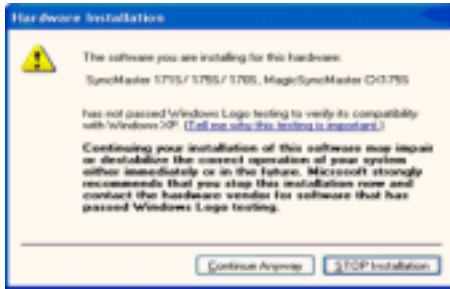 Hardware Installation
The software you are installing for this hardware:
SyncMaster 171S/ 175S/ 170S, MagicSyncMaster CX175S
has not passed Windows Logo testing to verify its compatibility
with Windows XP. (Tell me why this testing is important.)
Continuing your installation of this software may impair
or destabilize the correct operation of your system
either immediately or in the future. Microsoft strongly
recommends that you stop this installation now and
contact the hardware vendor for software that has
passed Windows Logo testing.
Continue Anyway STOP Installation